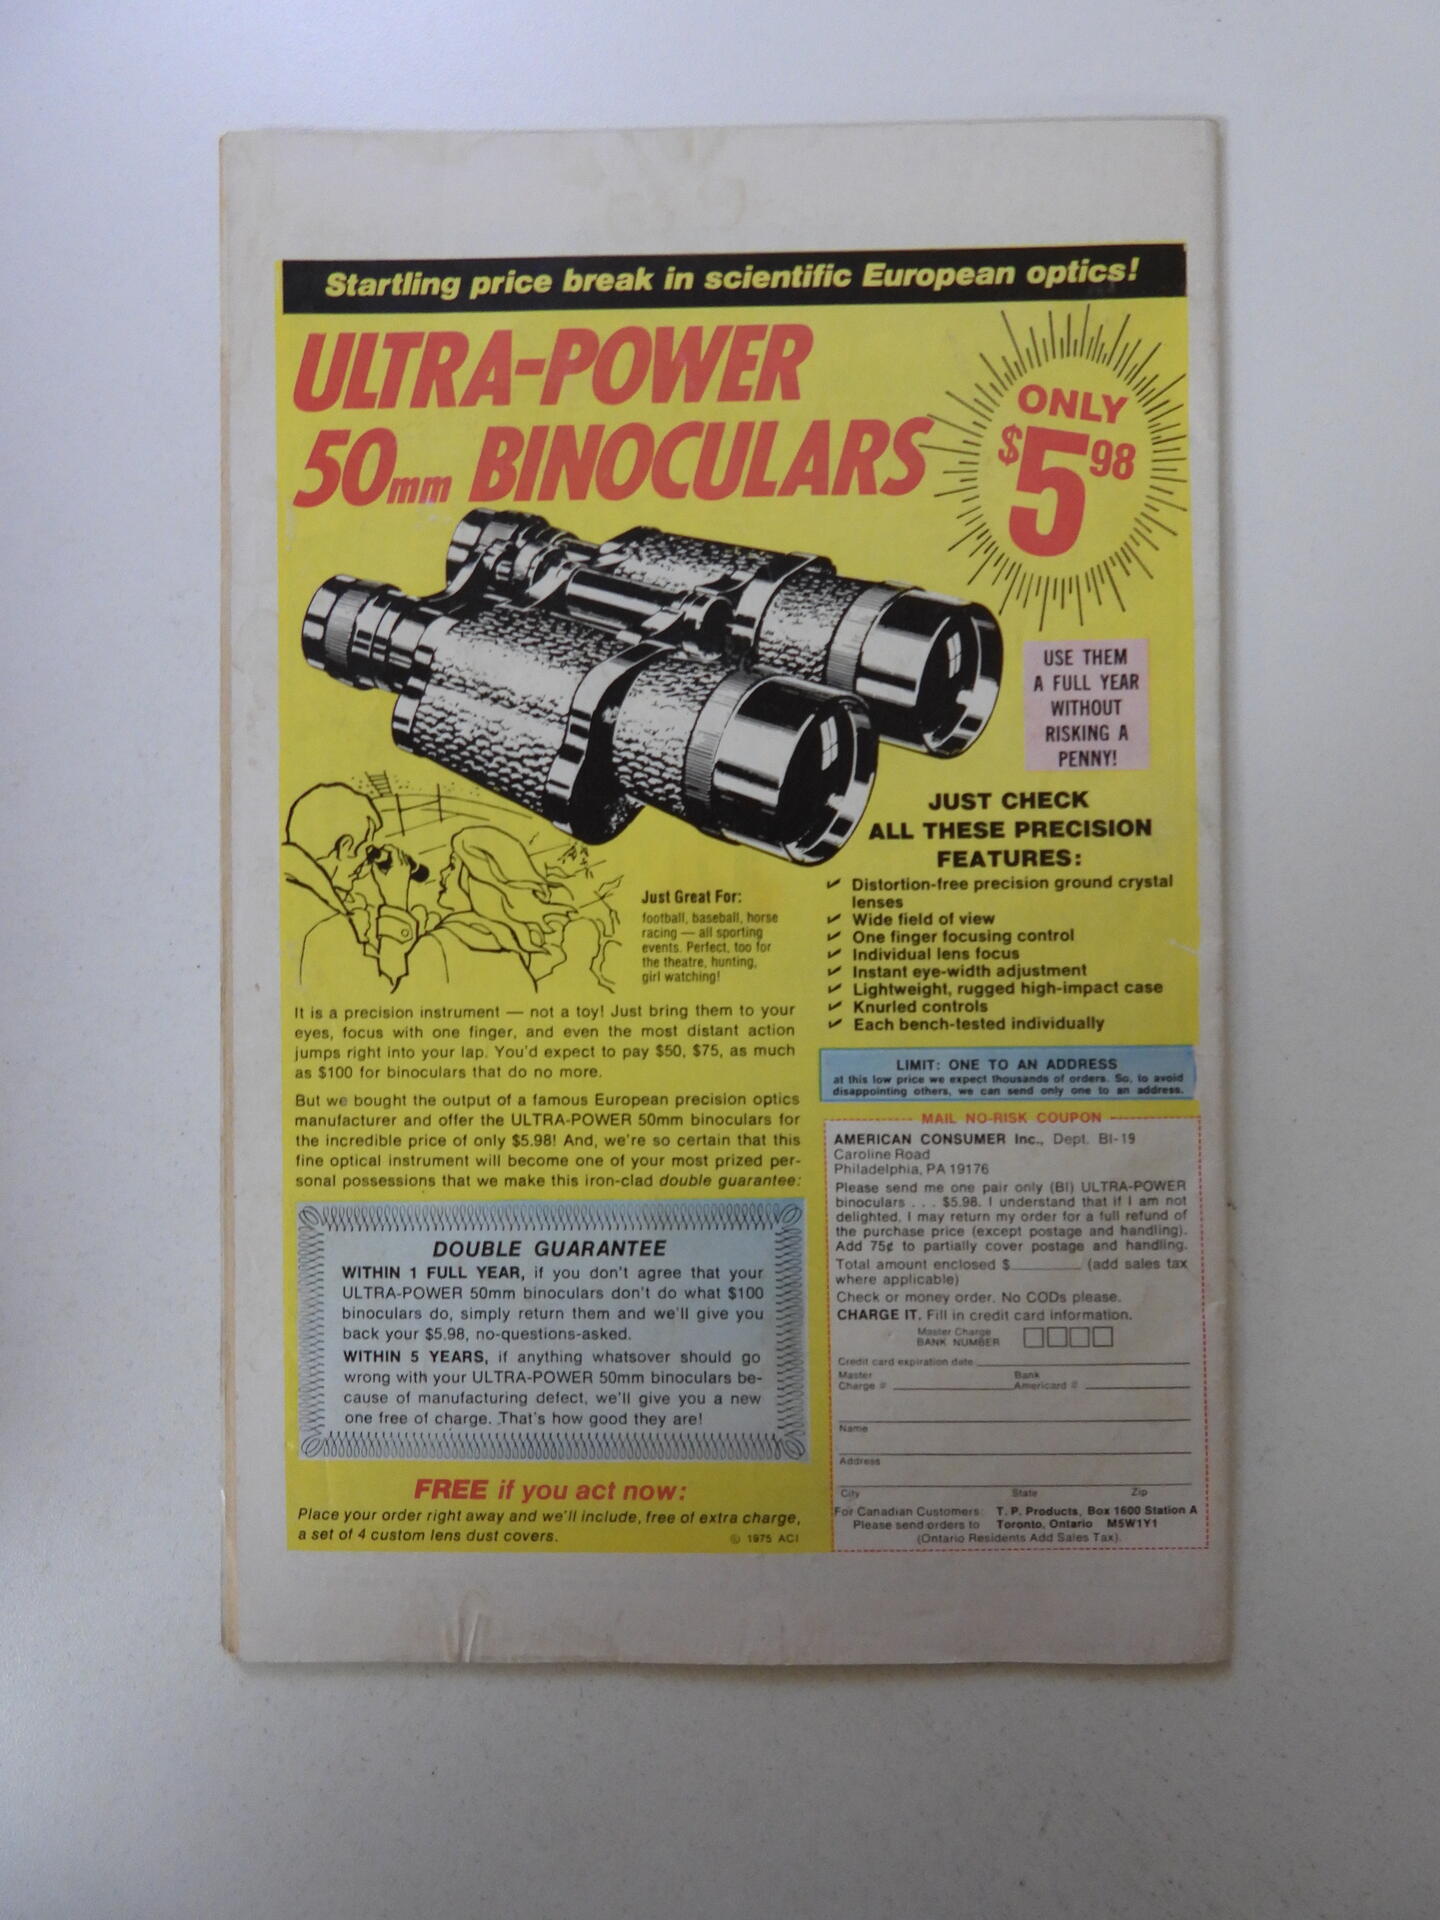 Startling price break in scientific European optics!
ULTRA-POWER
50mm BINOCULARS
ONLY
$5.98
USE THEM
A FULL YEAR
WITHOUT
RISKING A
PENNY!
JUST CHECK
ALL THESE PRECISION
FEATURES:
✔ Distortion-free precision ground crystal
lenses
✔ Wide field of view
✔ One finger focusing control
✔ Individual lens focus
✔ Instant eye-width adjustment
✔ Lightweight, rugged high-impact case
✔ Knurled controls
✔ Each bench-tested individually
Just Great For:
football, baseball, horse
racing — all sporting
events. Perfect, too for
the theatre, hunting,
girl watching!
It is a precision instrument — not a toy! Just bring them to your
eyes, focus with one finger, and even the most distant action
jumps right into your lap. You'd expect to pay $50, $75, as much
as $100 for binoculars that do no more.
But we bought the output of a famous European precision optics
manufacturer and offer the ULTRA-POWER 50mm binoculars for
the incredible price of only $5.98! And, we're so certain that this
fine optical instrument will become one of your most prized per-
sonal possessions that we make this iron-clad double guarantee:
DOUBLE GUARANTEE
WITHIN 1 FULL YEAR, if you don't agree that your
ULTRA-POWER 50mm binoculars don't do what $100
binoculars do, simply return them and we'll give you
back your $5.98, no-questions-asked.
WITHIN 5 YEARS, if anything whatsover should go
wrong with your ULTRA-POWER 50mm binoculars be-
cause of manufacturing defect, we'll give you a new
one free of charge. That's how good they are!
FREE if you act now:
Place your order right away and we'll include, free of extra charge,
a set of 4 custom lens dust covers.
© 1975 ACI
LIMIT: ONE TO AN ADDRESS
at this low price we expect thousands of orders. So, to avoid
disappointing others, we can send only one to an address.
MAIL NO-RISK COUPON
AMERICAN CONSUMER Inc., Dept. BI-19
Caroline Road
Philadelphia, PA 19176
Please send me one pair only (BI) ULTRA-POWER
binoculars . . . $5.98. I understand that if I am not
delighted, I may return my order for a full refund of
the purchase price (except postage and handling).
Add 75¢ to partially cover postage and handling.
Total amount enclosed $________ (add sales tax
where applicable)
Check or money order. No CODs please.
CHARGE IT. Fill in credit card information.
Master Charge
BANK NUMBER
Credit card expiration date
Master Bank
Charge # Americard #
Name
Address
City State Zip
For Canadian Customers: T. P. Products, Box 1600 Station A
Please send orders to Toronto, Ontario M5W1Y1
(Ontario Residents Add Sales Tax).